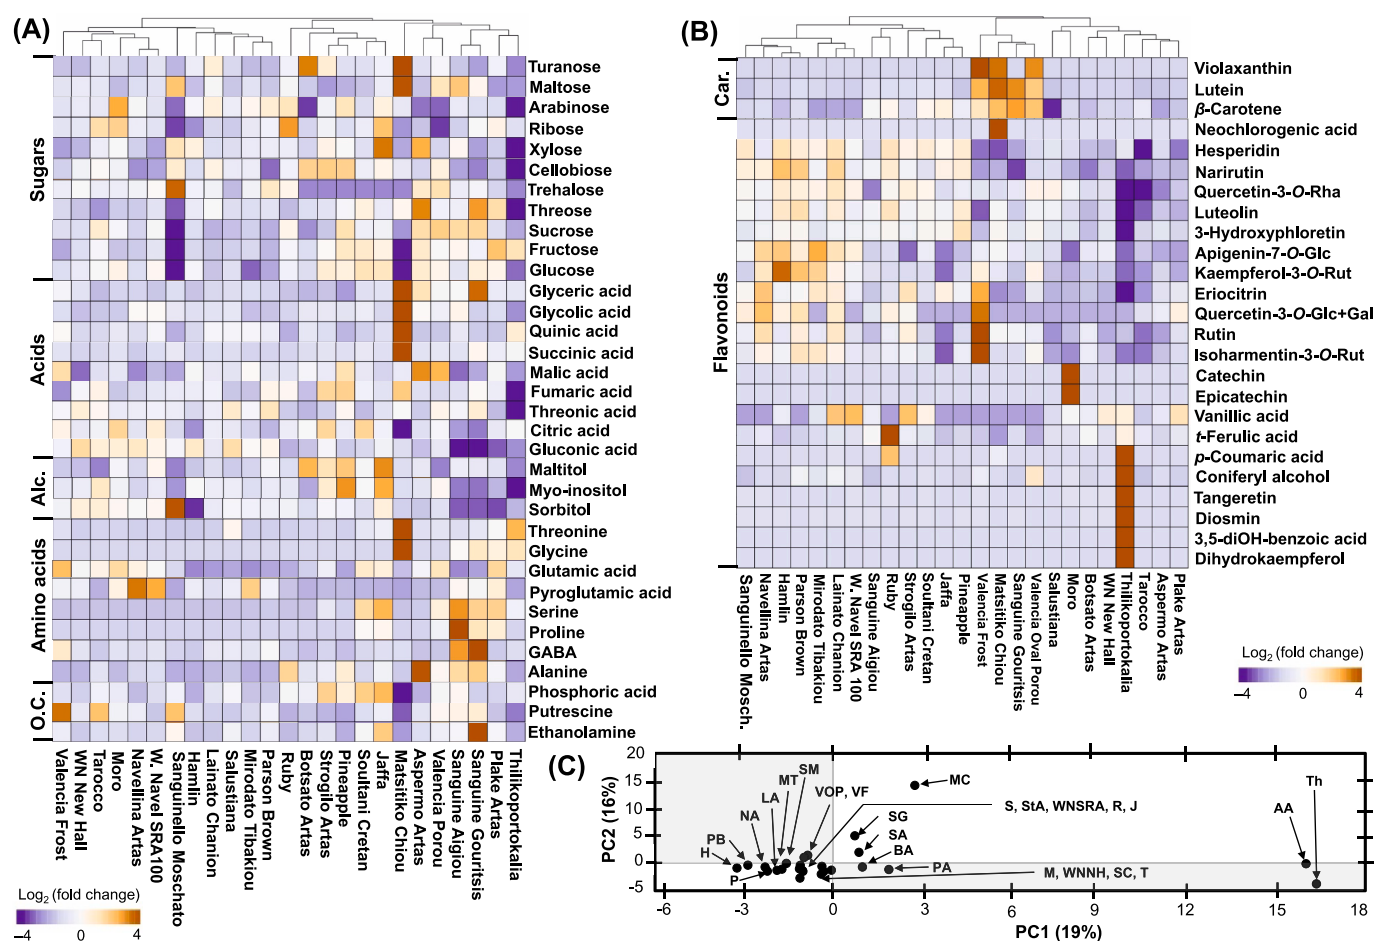 (A)
Sugars
Acids
Alc.
Amino acids
O.C.
Turanose
Maltose
Arabinose
Ribose
Xylose
Cellobiose
Trehalose
Threose
Sucrose
Fructose
Glucose
Glyceric acid
Glycolic acid
Quinic acid
Succinic acid
Malic acid
Fumaric acid
Threonic acid
Citric acid
Gluconic acid
Maltitol
Myo-inositol
Sorbitol
Threonine
Glycine
Glutamic acid
Pyroglutamic acid
Serine
Proline
GABA
Alanine
Phosphoric acid
Putrescine
Ethanolamine
Valencia Frost
WN New Hall
Tarocco
Moro
Navellina Artas
W. Navel SRA100
Sanguinello Moschato
Hamlin
Lainato Chanion
Salustiana
Mirodato Tibakiou
Parson Brown
Ruby
Botsato Artas
Strogilo Artas
Pineapple
Soultani Cretan
Jaffa
Matsitiko Chiou
Aspermo Artas
Valencia Porou
Sanguine Aigiou
Sanguine Gouritsis
Plake Artas
Thilikoportokalia
Log2 (fold change)
-4 0 4
(B)
Car.
Flavonoids
Violaxanthin
Lutein
β-Carotene
Neochlorogenic acid
Hesperidin
Narirutin
Quercetin-3-O-Rha
Luteolin
3-Hydroxyphloretin
Apigenin-7-O-Glc
Kaempferol-3-O-Rut
Eriocitrin
Quercetin-3-O-Glc+Gal
Rutin
Isoharmentin-3-O-Rut
Catechin
Epicatechin
Vanillic acid
t-Ferulic acid
p-Coumaric acid
Coniferyl alcohol
Tangeretin
Diosmin
3,5-diOH-benzoic acid
Dihydrokaempferol
Sanguinello Mosch.
Navellina Artas
Hamlin
Parson Brown
Mirodato Tibakiou
Lainato Chanion
W. Navel SRA 100
Sanguine Aigiou
Ruby
Strogilo Artas
Soultani Cretan
Jaffa
Pineapple
Valencia Frost
Matsitiko Chiou
Sanguine Gouritsis
Valencia Oval Porou
Salustiana
Moro
Botsato Artas
WN New Hall
Thilikoportokalia
Tarocco
Aspermo Artas
Plake Artas
Log2 (fold change)
-4 0 4
(C)
PC2 (16%)
20
15
10
5
0
-5
SM
MT
LA
NA
PB
H
P
VOP, VF
MC
SG
SA
BA
PA
S, StA, WNSRA, R, J
M, WNNH, SC, T
AA
Th
-6 -3 0 3 6 9 12 15 18
PC1 (19%)